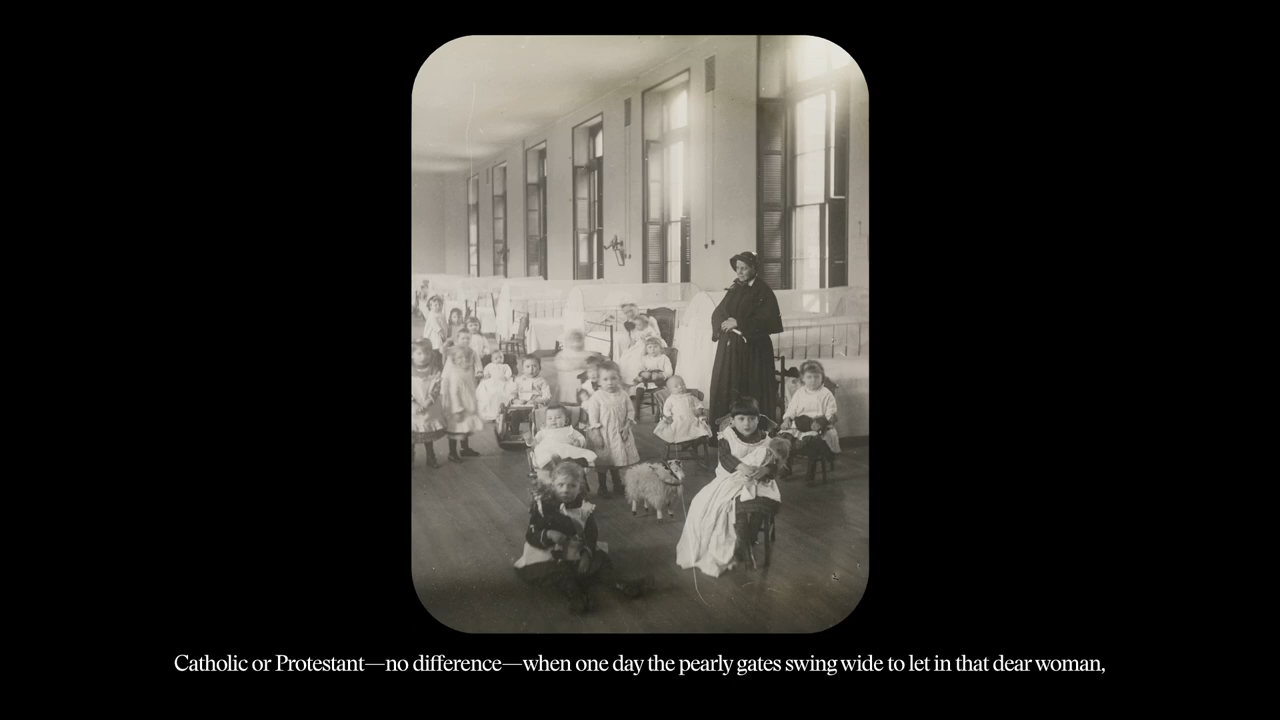 Catholic or Protestant—no difference—when one day the pearly gates swing wide to let in that dear woman,